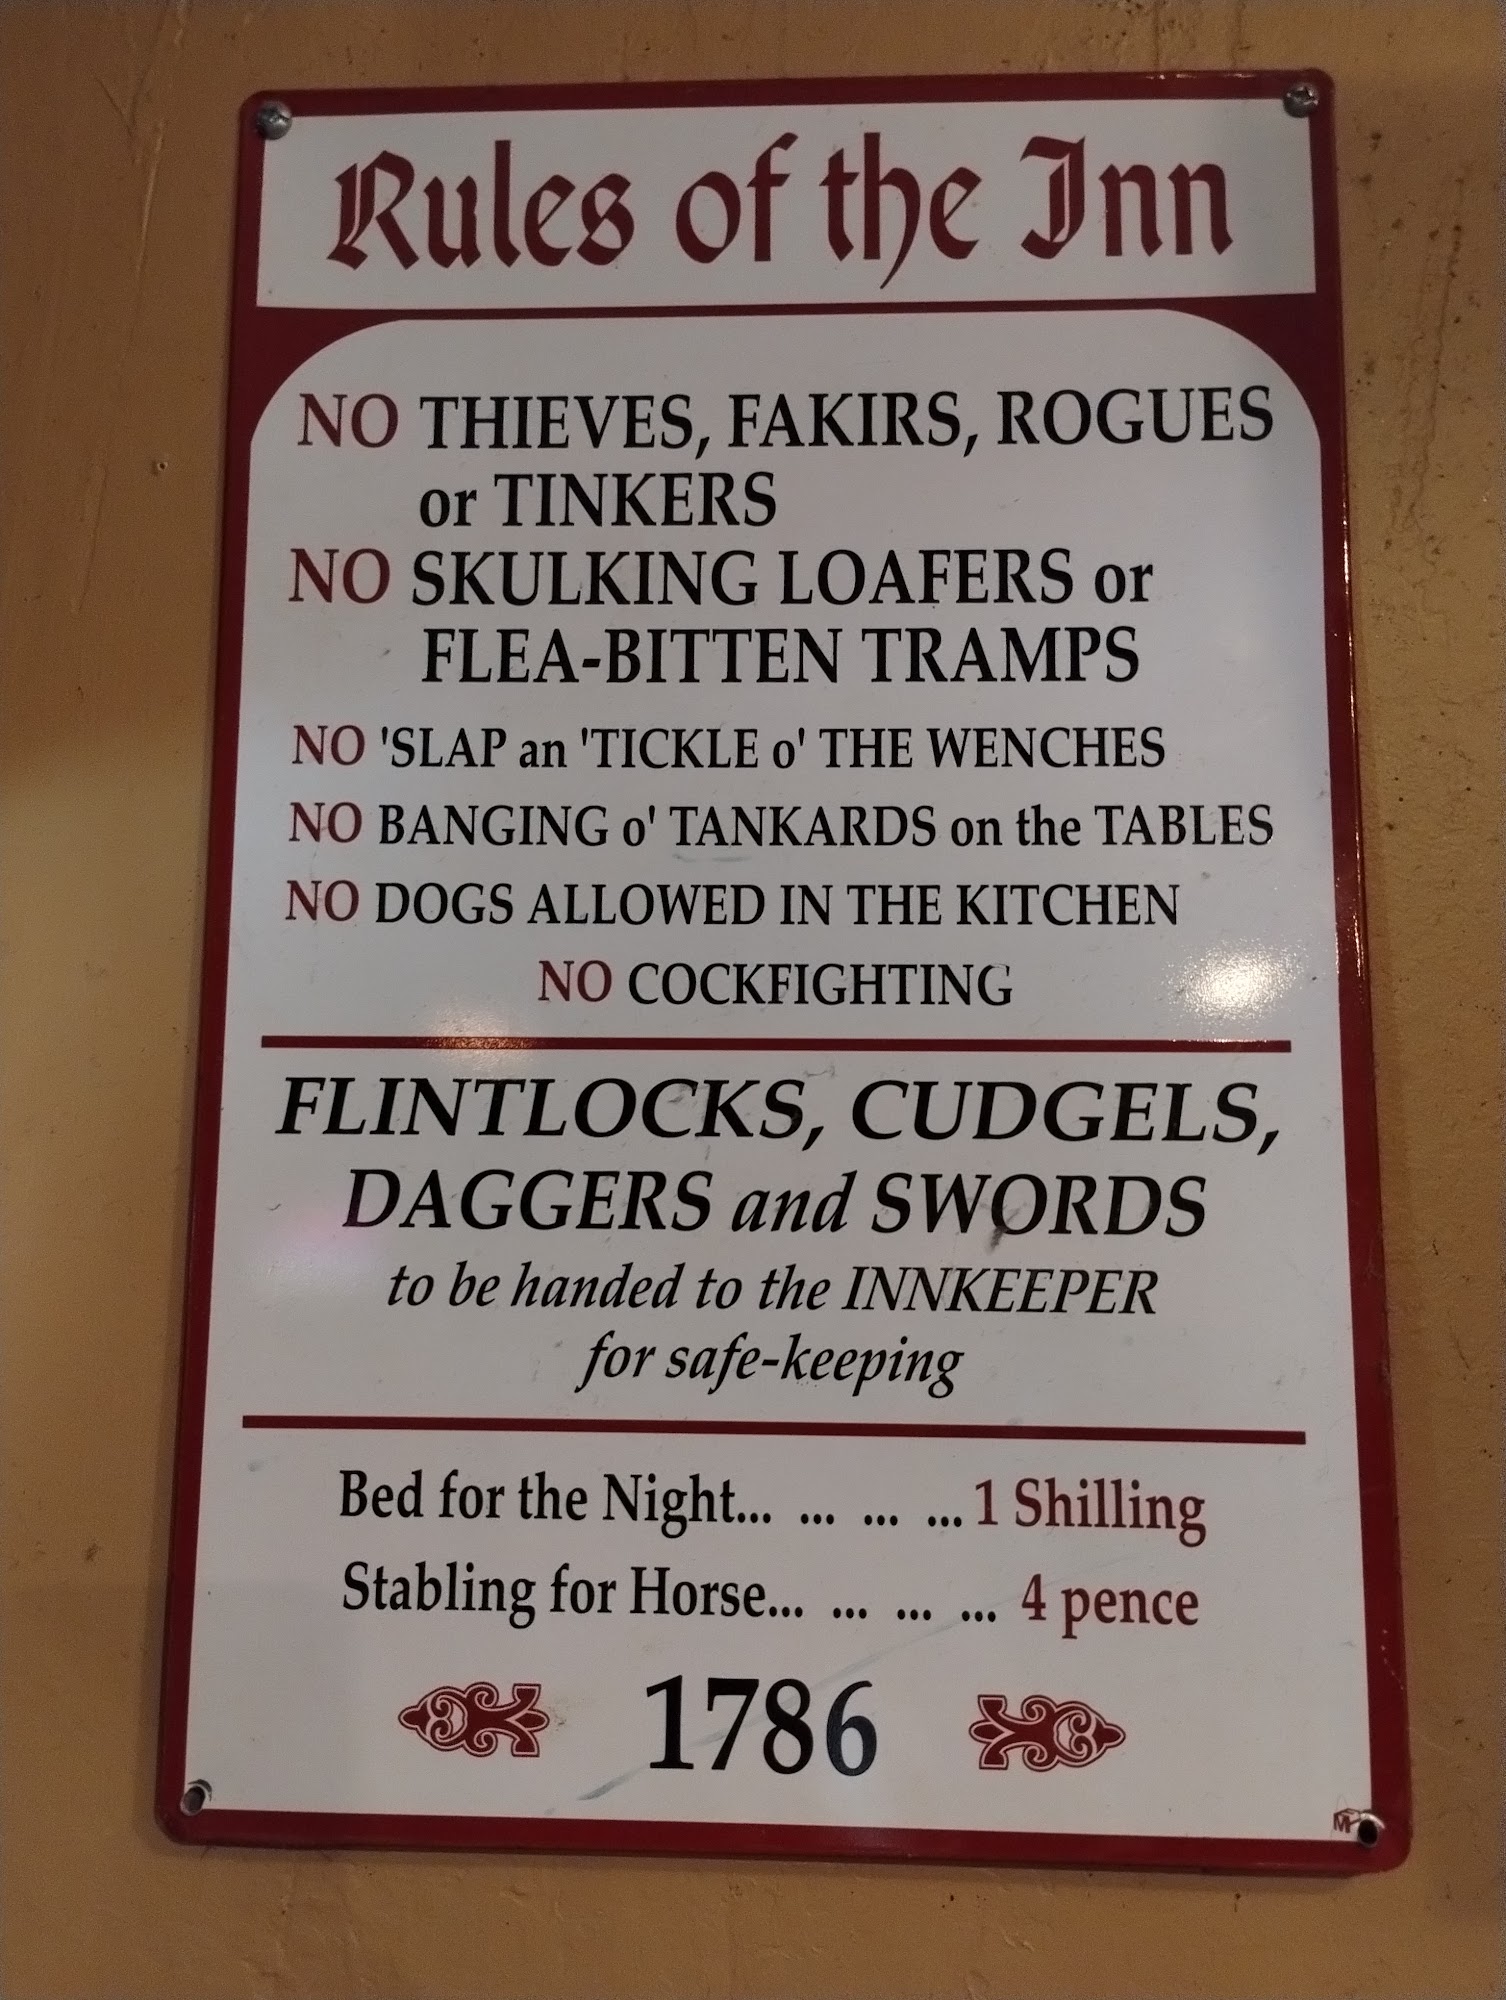 Rules of the Inn
NO THIEVES, FAKIRS, ROGUES
or TINKERS
NO SKULKING LOAFERS or
FLEA-BITTEN TRAMPS
NO 'SLAP an 'TICKLE o' THE WENCHES
NO BANGING o' TANKARDS on the TABLES
NO DOGS ALLOWED IN THE KITCHEN
NO COCKFIGHTING
FLINTLOCKS, CUDGELS,
DAGGERS and SWORDS
to be handed to the INNKEEPER
for safe-keeping
Bed for the Night... ... ... ... 1 Shilling
Stabling for Horse... ... ... ... 4 pence
1786